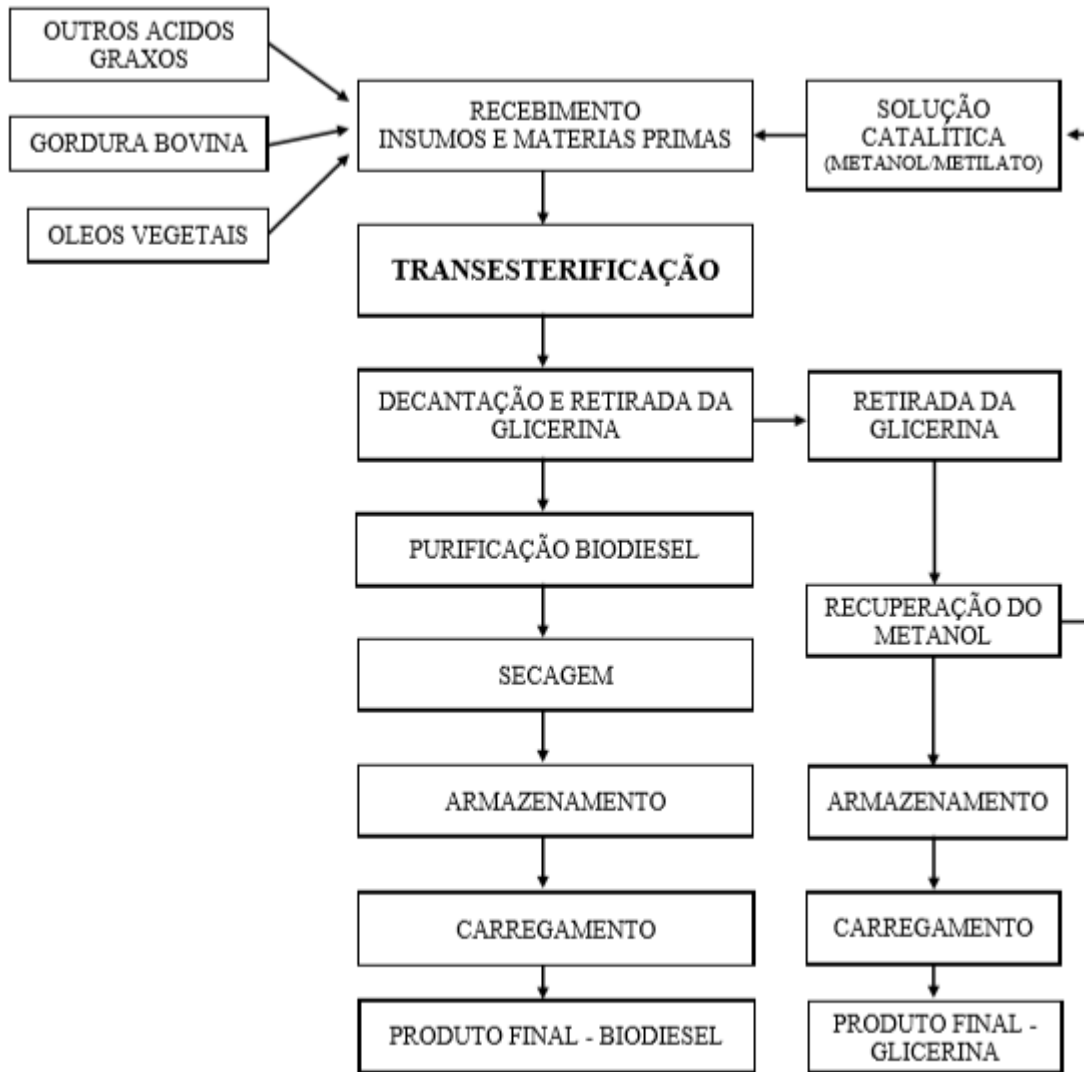 OUTROS ACIDOS
GRAXOS
GORDURA BOVINA
OLEOS VEGETAIS
RECEBIMENTO
INSUMOS E MATERIAS PRIMAS
SOLUÇÃO
CATALÍTICA
(METANOL/METILATO)
TRANSESTERIFICAÇÃO
DECANTAÇÃO E RETIRADA DA
GLICERINA
RETIRADA DA
GLICERINA
PURIFICAÇÃO BIODIESEL
RECUPERAÇÃO DO
METANOL
SECAGEM
ARMAZENAMENTO
ARMAZENAMENTO
CARREGAMENTO
CARREGAMENTO
PRODUTO FINAL - BIODIESEL
PRODUTO FINAL -
GLICERINA